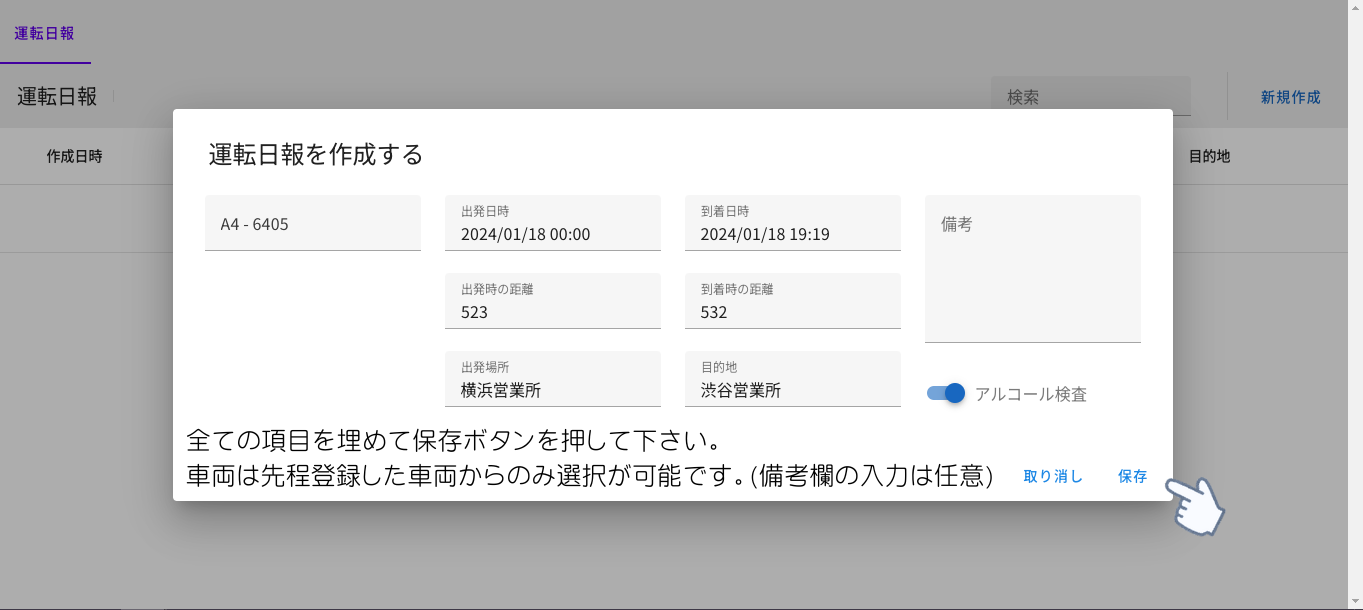 運転日報
運転日報
検索
新規作成
作成日時
目的地
運転日報を作成する
A4 - 6405
出発日時
2024/01/18 00:00
到着日時
2024/01/18 19:19
備考
出発時の距離
523
到着時の距離
532
出発場所
横浜営業所
目的地
渋谷営業所
アルコール検査
全ての項目を埋めて保存ボタンを押して下さい。
車両は先程登録した車両からのみ選択が可能です。(備考欄の入力は任意)
取り消し
保存